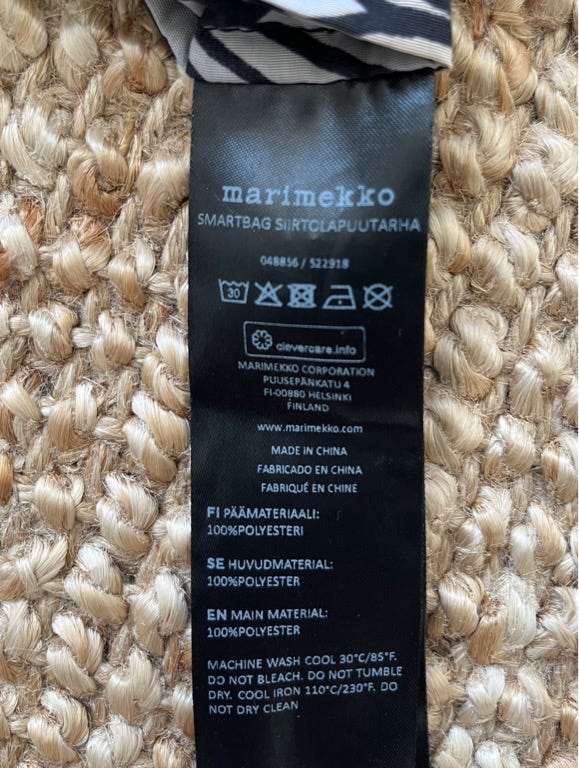 marimekko
SMARTBAG SIIRTOLAPUUTARHA
048856 / 522918
30
clevercare.info
MARIMEKKO CORPORATION
PUUSEPÄNKATU 4
FI-00880 HELSINKI
FINLAND
www.marimekko.com
MADE IN CHINA
FABRICADO EN CHINA
FABRIQUÉ EN CHINE
FI PÄÄMATERIAALI:
100%POLYESTERI
SE HUVUDMATERIAL:
100%POLYESTER
EN MAIN MATERIAL:
100%POLYESTER
MACHINE WASH COOL 30°C/85°F.
DO NOT BLEACH. DO NOT TUMBLE
DRY. COOL IRON 110°C/230°F. DO
NOT DRY CLEAN